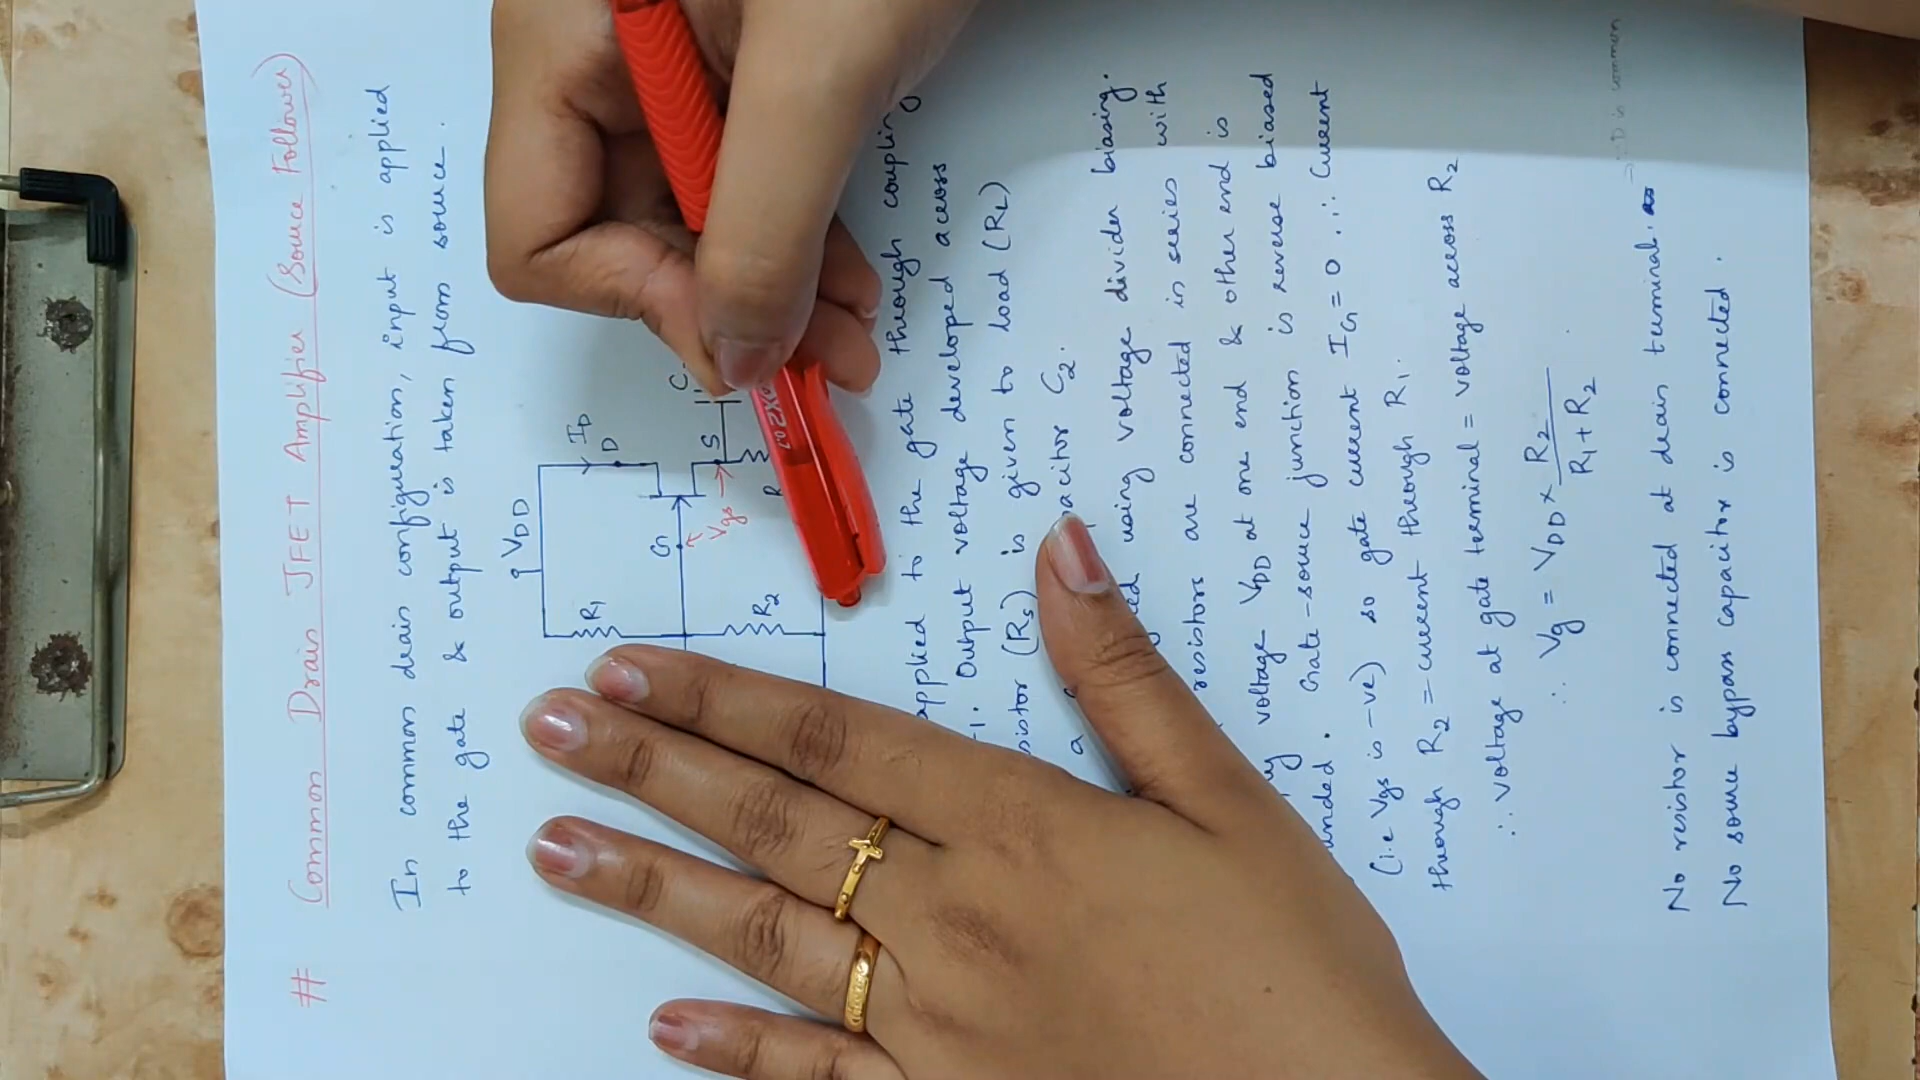 # Common Drain JFET Amplifier (Source Follower)
In common drain configuration, input is applied
to the gate & output is taken from source.
VDD
ID
D
R1
G
S
C
Vgs
R2
R
applied to the gate through coupling
1. Output voltage developed across
(Rs) is given to load (RL)
a C2.
using voltage divider biasing.
resistors are connected in series with
voltage VDD at one end & other end is
Gate-source junction is reverse biased
(i.e Vgs is -ve) so gate current IG = 0 ∴ Current
through R2 = current through R1.
∴ voltage at gate terminal = voltage across R2
∴ Vg = VDD × R2 / R1 + R2
No resistor is connected at drain terminal.
No source bypass capacitor is connected.
D is common